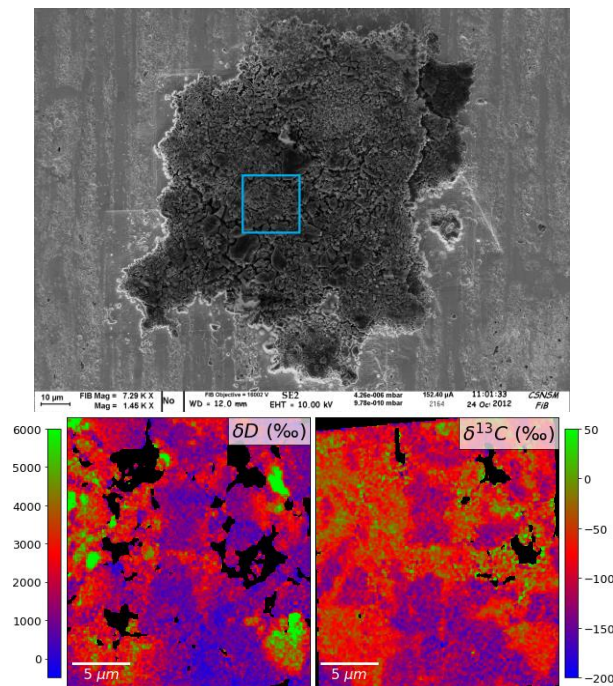 10 µm
FIB Mag = 7.29 K X
Mag = 1.45 K X
No
FIB Objective = 16002 V
WD = 12.0 mm
SE2
EHT = 10.00 kV
4.26e-006 mbar
9.78e-010 mbar
152.40 µA
2164
11:01:33
24 Oct 2012
CSNSM
FIB
δD (‰)
δ¹³C (‰)
6000
5000
4000
3000
2000
1000
0
5 µm
5 µm
50
0
−50
−100
−150
−200